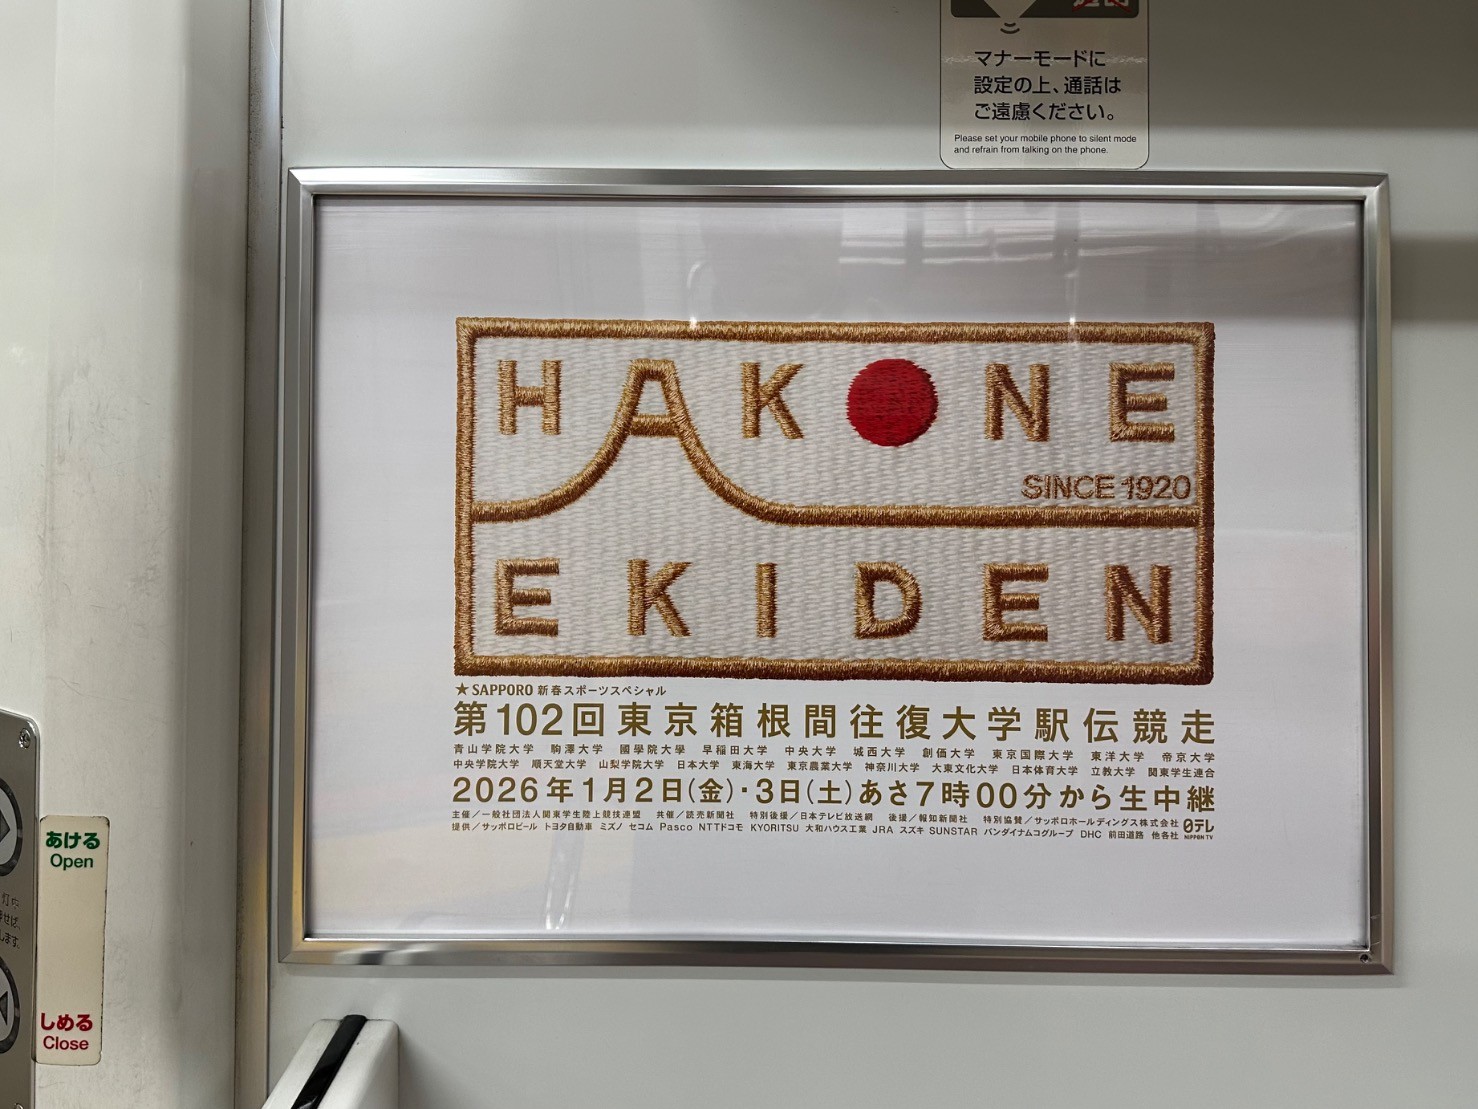 マナーモードに
設定の上、通話は
ご遠慮ください。
Please set your mobile phone to silent mode
and refrain from talking on the phone.
HAK●NE
SINCE 1920
EKIDEN
★SAPPORO 新春スポーツスペシャル
第102回東京箱根間往復大学駅伝競走
青山学院大学 駒澤大学 國學院大學 早稲田大学 中央大学 城西大学 創価大学 東京国際大学 東洋大学 帝京大学
中央学院大学 順天堂大学 山梨学院大学 日本大学 東海大学 東京農業大学 神奈川大学 大東文化大学 日本体育大学 立教大学 関東学生連合
2026年1月2日(金)・3日(土)あさ7時00分から生中継
主催／一般社団法人関東学生陸上競技連盟 共催／読売新聞社 特別後援／日本テレビ放送網 後援／報知新聞社 特別協賛／サッポロホールディングス株式会社
提供／サッポロビール トヨタ自動車 ミズノ セコム Pasco NTTドコモ KYORITSU 大和ハウス工業 JRA スズキ SUNSTAR バンダイナムコグループ DHC 前田道路 他各社
日テレ
NIPPON TV
あける
Open
しめる
Close